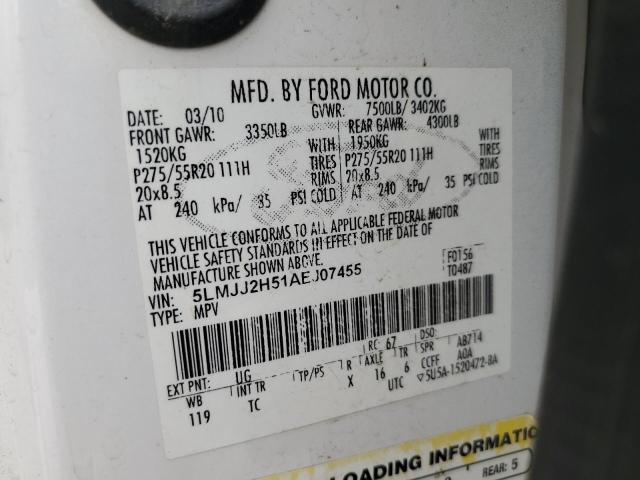 MFD. BY FORD MOTOR CO.
DATE: 03/10 GVWR: 7500LB/ 3402KG
FRONT GAWR: 3350LB REAR GAWR: 4300LB
1520KG WITH 1950KG WITH
P275/55R20 111H TIRES P275/55R20 111H TIRES
20x8.5 RIMS 20x8.5 RIMS
AT 240 kPa/ 35 PSI COLD AT 240 kPa/ 35 PSI COLD
THIS VEHICLE CONFORMS TO ALL APPLICABLE FEDERAL MOTOR
VEHICLE SAFETY STANDARDS IN EFFECT ON THE DATE OF
MANUFACTURE SHOWN ABOVE.
VIN: 5LMJJ2H51AEJ07455 F0156
TYPE: MPV T0487
EXT PNT: UG RC: 67 DSO:
WB INT TR TP/PS R AXLE TR SPR AB714
119 TC X 16 6 CCFF A0A
UTC ▽5U5A-1520472-BA
LOADING INFORMATIO
REAR: 5